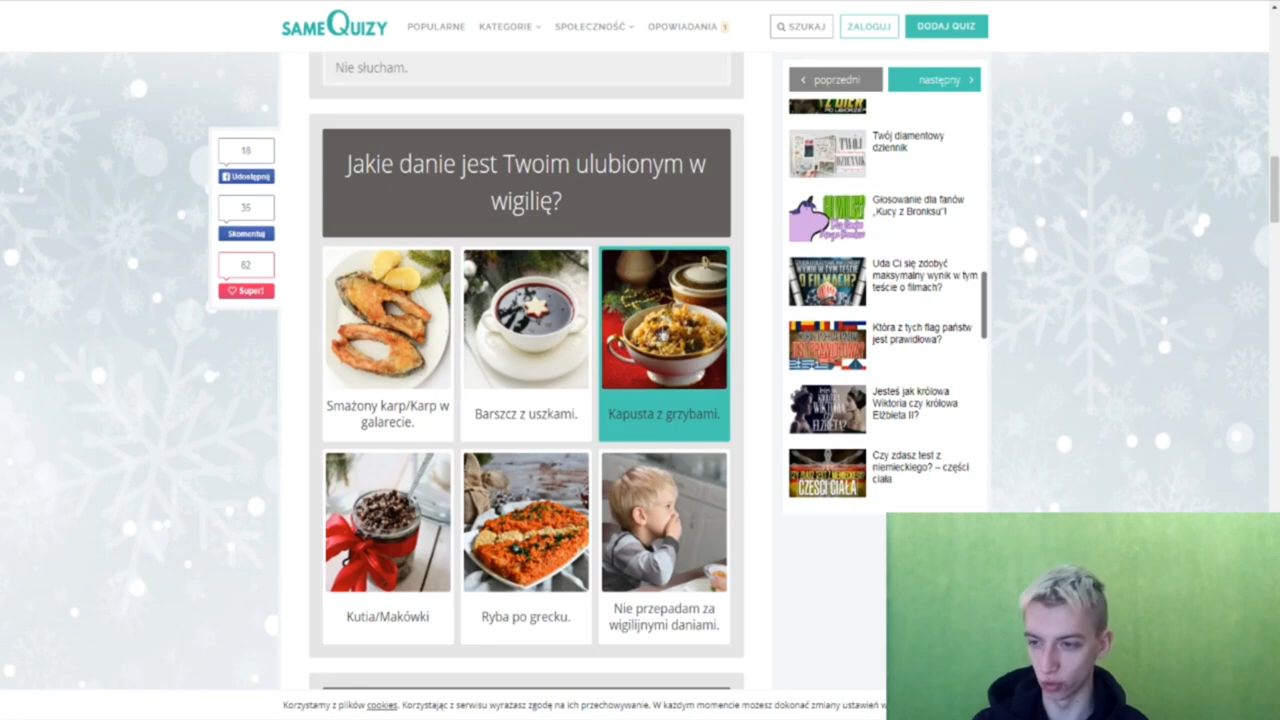 SAMEQUIZY
POPULARNE
KATEGORIE
SPOŁECZNOŚĆ
OPOWIADANIA
SZUKAJ
ZALOGUJ
DODAJ QUIZ
Nie słucham.
18
Udostępnij
35
Skomentuj
62
Super!
Jakie danie jest Twoim ulubionym w
wigilię?
Smażony karp/Karp w
galarecie.
Barszcz z uszkami.
Kapusta z grzybami.
Kutia/Makówki
Ryba po grecku.
Nie przepadam za
wigilijnymi daniami.
poprzedni
następny
Twój diamentowy
dziennik
Głosowanie dla fanów
„Kucy z Bronksu"!
Uda Ci się zdobyć
maksymalny wynik w tym
teście o filmach?
Która z tych flag państw
jest prawidłowa?
Jesteś jak królowa
Wiktoria czy królowa
Elżbieta II?
Czy zdasz test z
niemieckiego? – części
ciała
CZĘŚCI CIAŁA
Korzystamy z plików cookies. Korzystając z serwisu wyrażasz zgodę na ich przechowywanie. W każdym momencie możesz dokonać zmiany ustawień w